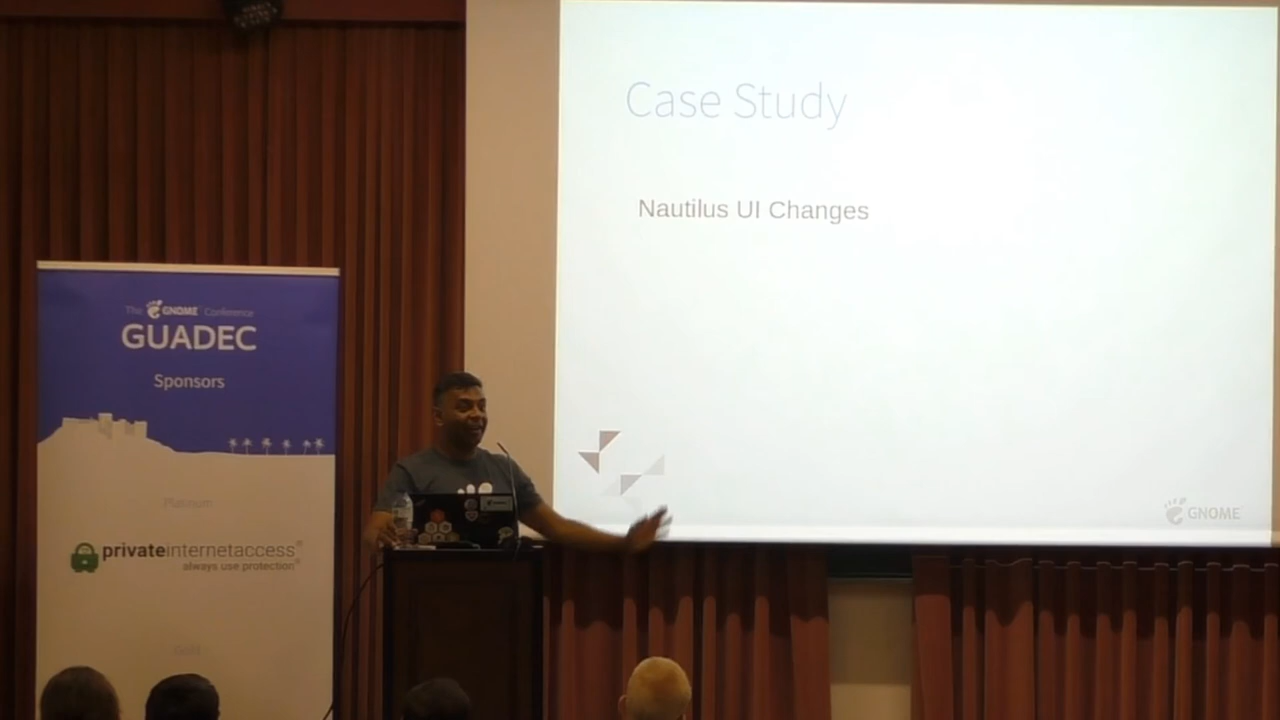 Case Study
Nautilus UI Changes
GNOME
The GNOME Conference
GUADEC
Sponsors
Platinum
privateinternetaccess®
always use protection®
Gold